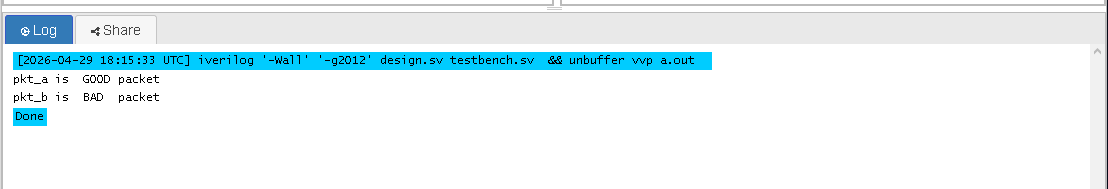 Log
Share
[2026-04-29 18:15:33 UTC] iverilog '-Wall' '-g2012' design.sv testbench.sv  && unbuffer vvp a.out
pkt_a is  GOOD packet
pkt_b is  BAD  packet
Done